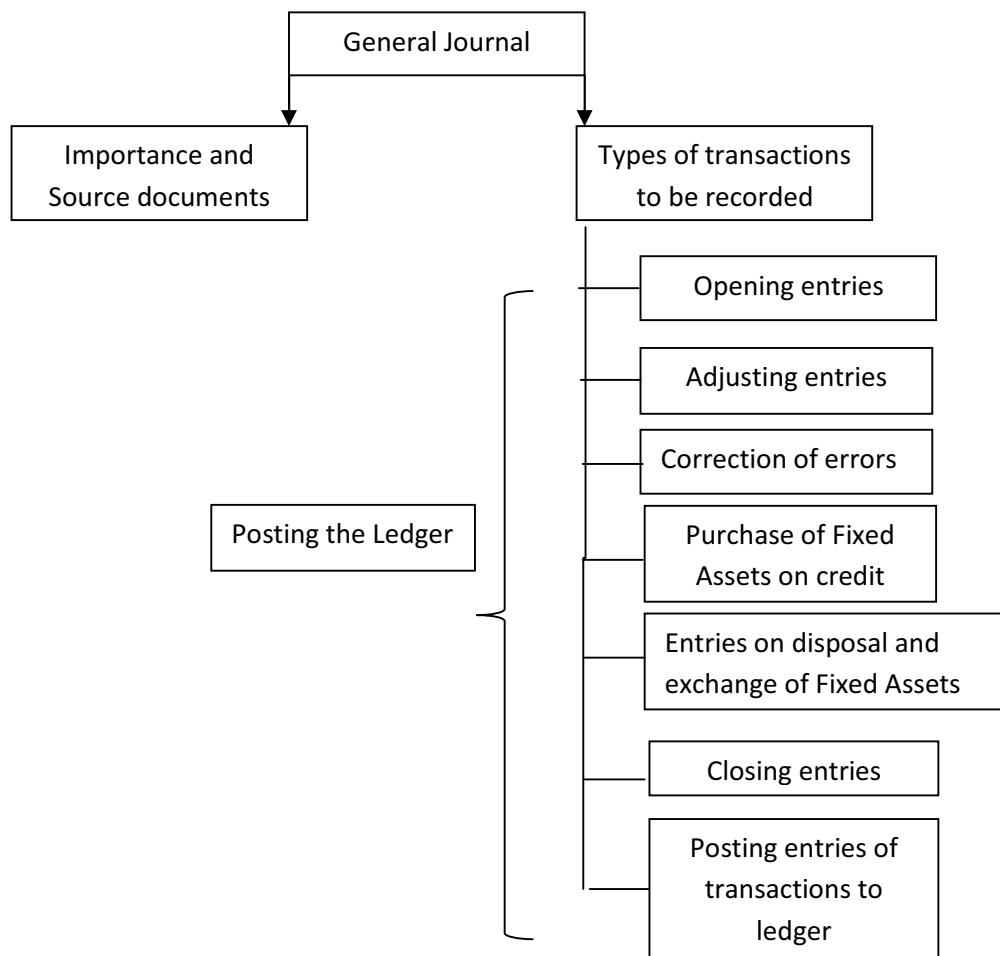 General Journal
Importance and
Source documents
Types of transactions
to be recorded
Opening entries
Adjusting entries
Correction of errors
Posting the Ledger
Purchase of Fixed
Assets on credit
Entries on disposal and
exchange of Fixed Assets
Closing entries
Posting entries of
transactions to
ledger